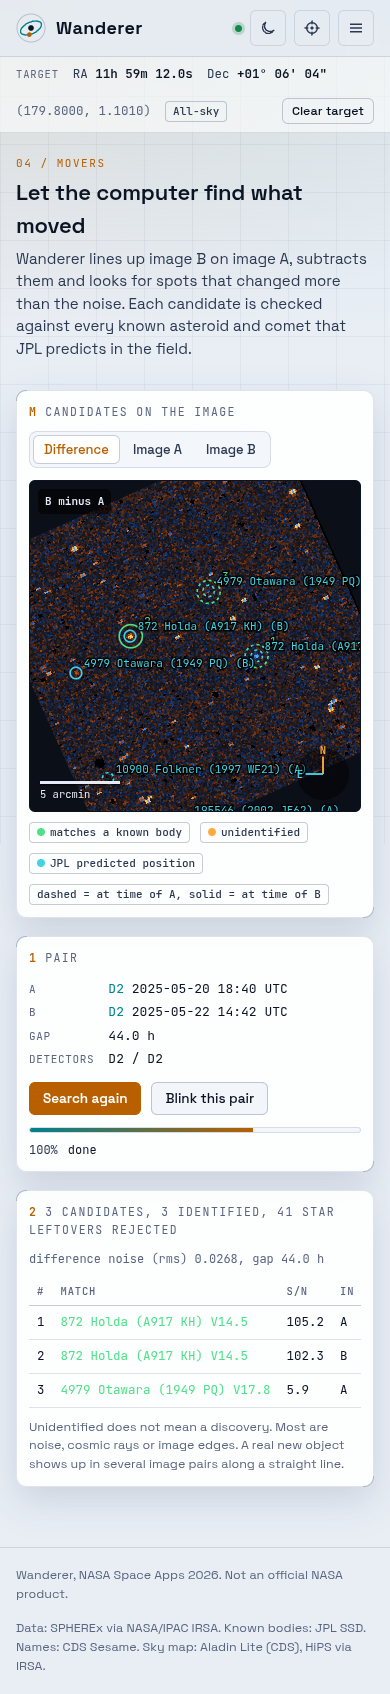 Wanderer
TARGET RA 11h 59m 12.0s Dec +01° 06' 04"
(179.8000, 1.1010) All-sky Clear target
04 / MOVERS
Let the computer find what
moved
Wanderer lines up image B on image A, subtracts
them and looks for spots that changed more
than the noise. Each candidate is checked
against every known asteroid and comet that
JPL predicts in the field.
M CANDIDATES ON THE IMAGE
Difference Image A Image B
B minus A
3
4979 Otawara (1949 PQ)
872 Holda (A917 KH) (B)
1
872 Holda (A917
4979 Otawara (1949 PQ) (B)
N
10900 Folkner (1997 WF21) (A)
E
5 arcmin
195546 (2002 JE62) (A)
matches a known body unidentified
JPL predicted position
dashed = at time of A, solid = at time of B
1 PAIR
A D2 2025-05-20 18:40 UTC
B D2 2025-05-22 14:42 UTC
GAP 44.0 h
DETECTORS D2 / D2
Search again Blink this pair
100% done
2 3 CANDIDATES, 3 IDENTIFIED, 41 STAR
LEFTOVERS REJECTED
difference noise (rms) 0.0268, gap 44.0 h
# MATCH S/N IN
1 872 Holda (A917 KH) V14.5 105.2 A
2 872 Holda (A917 KH) V14.5 102.3 B
3 4979 Otawara (1949 PQ) V17.8 5.9 A
Unidentified does not mean a discovery. Most are
noise, cosmic rays or image edges. A real new object
shows up in several image pairs along a straight line.
Wanderer, NASA Space Apps 2026. Not an official NASA
product.
Data: SPHEREx via NASA/IPAC IRSA. Known bodies: JPL SSD.
Names: CDS Sesame. Sky map: Aladin Lite (CDS), HiPS via
IRSA.